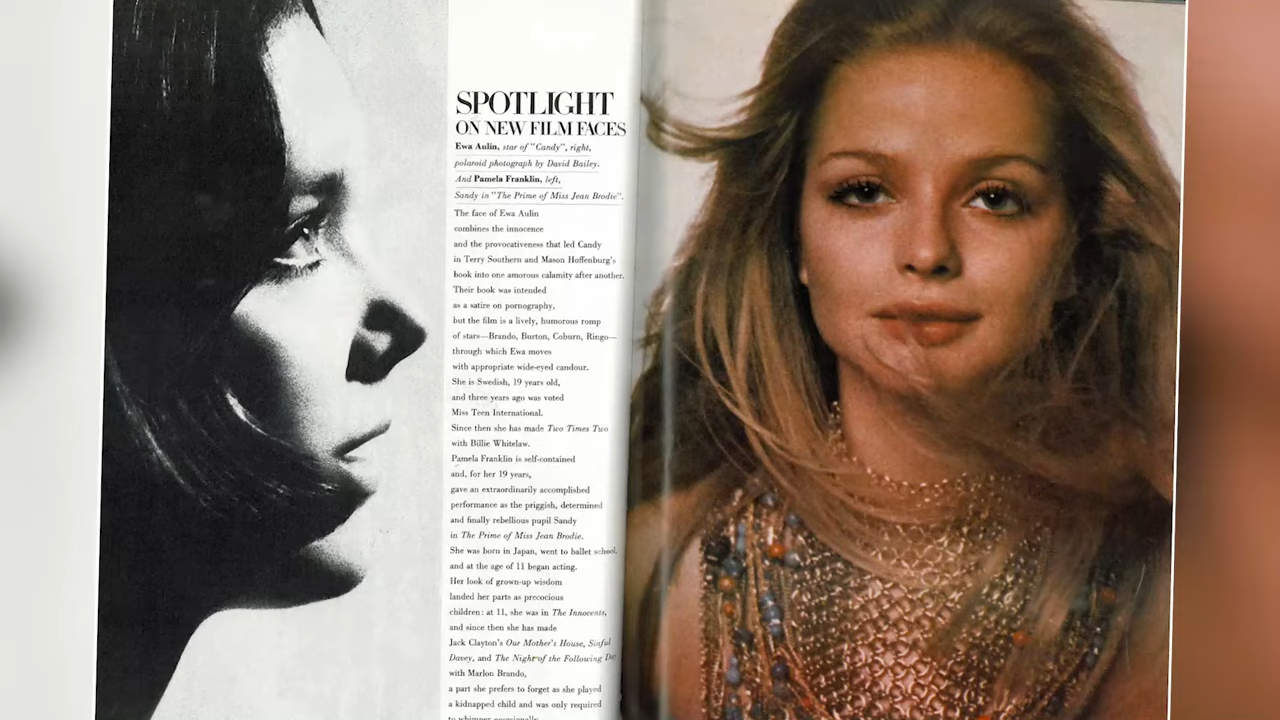 SPOTLIGHT
ON NEW FILM FACES
Ewa Aulin, star of "Candy", right,
polaroid photograph by David Bailey.
And Pamela Franklin, left,
Sandy in "The Prime of Miss Jean Brodie".
The face of Ewa Aulin
combines the innocence
and the provocativeness that led Candy
in Terry Southern and Mason Hoffenburg's
book into one amorous calamity after another.
Their book was intended
as a satire on pornography,
but the film is a lively, humorous romp
of stars—Brando, Burton, Coburn, Ringo—
through which Ewa moves
with appropriate wide-eyed candour.
She is Swedish, 19 years old,
and three years ago was voted
Miss Teen International.
Since then she has made Two Times Two
with Billie Whitelaw.
Pamela Franklin is self-contained
and, for her 19 years,
gave an extraordinarily accomplished
performance as the priggish, determined
and finally rebellious pupil Sandy
in The Prime of Miss Jean Brodie.
She was born in Japan, went to ballet school,
and at the age of 11 began acting.
Her look of grown-up wisdom
landed her parts as precocious
children: at 11, she was in The Innocents,
and since then she has made
Jack Clayton's Our Mother's House, Sinful
Davey, and The Night of the Following
with Marlon Brando,
a part she prefers to forget as she played
a kidnapped child and was only required
to whimper occasionally.